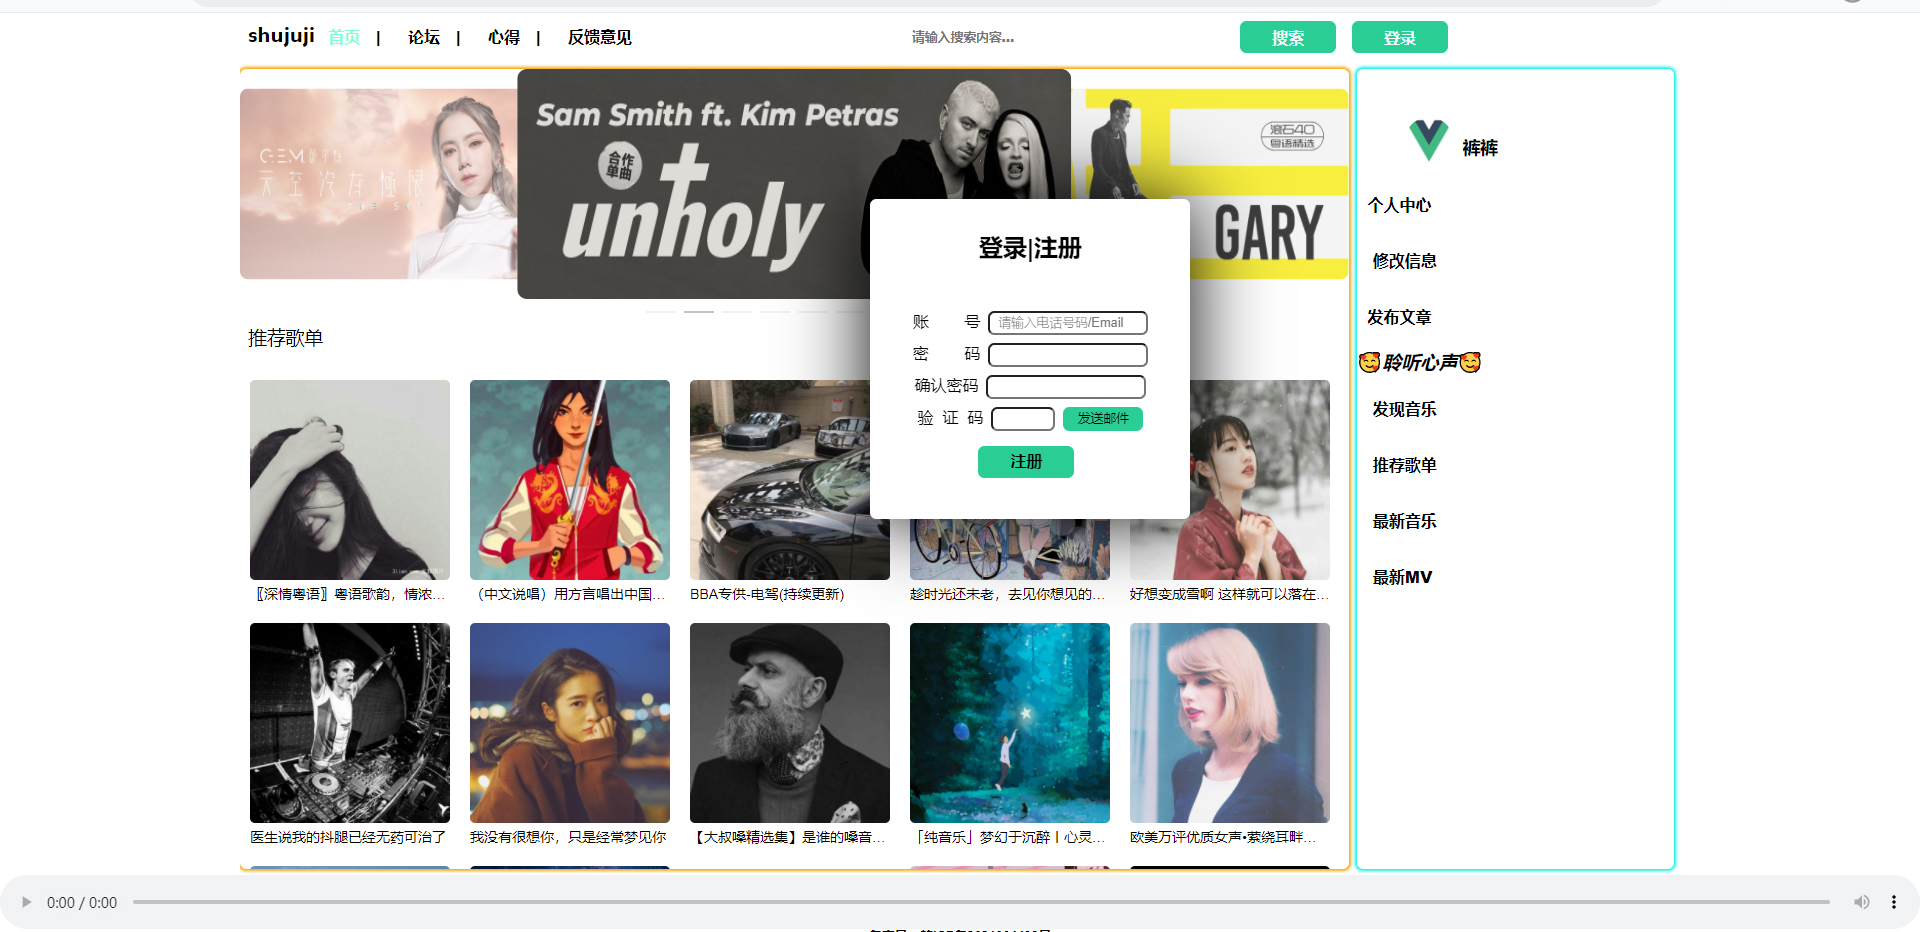 shujuji 首页 | 论坛 | 心得 | 反馈意见 请输入搜索内容... 搜索 登录
Sam Smith ft. Kim Petras
合作
单曲
unholy
G.E.M.
天空没有極限
滚石40
粤语精选
GARY
登录|注册
账 号 请输入电话号码/Email
密 码
确认密码
验 证 码 发送邮件
注册
推荐歌单
〖深情粤语〗粤语歌韵，情浓...
（中文说唱）用方言唱出中国...
BBA专供-电驾(持续更新)
趁时光还未老，去见你想见的...
好想变成雪啊 这样就可以落在...
医生说我的抖腿已经无药可治了
我没有很想你，只是经常梦见你
【大叔嗓精选集】是谁的嗓音...
「纯音乐」梦幻于沉醉丨心灵...
欧美万评优质女声•萦绕耳畔...
裤裤
个人中心
修改信息
发布文章
🥰聆听心声🥰
发现音乐
推荐歌单
最新音乐
最新MV
0:00 / 0:00